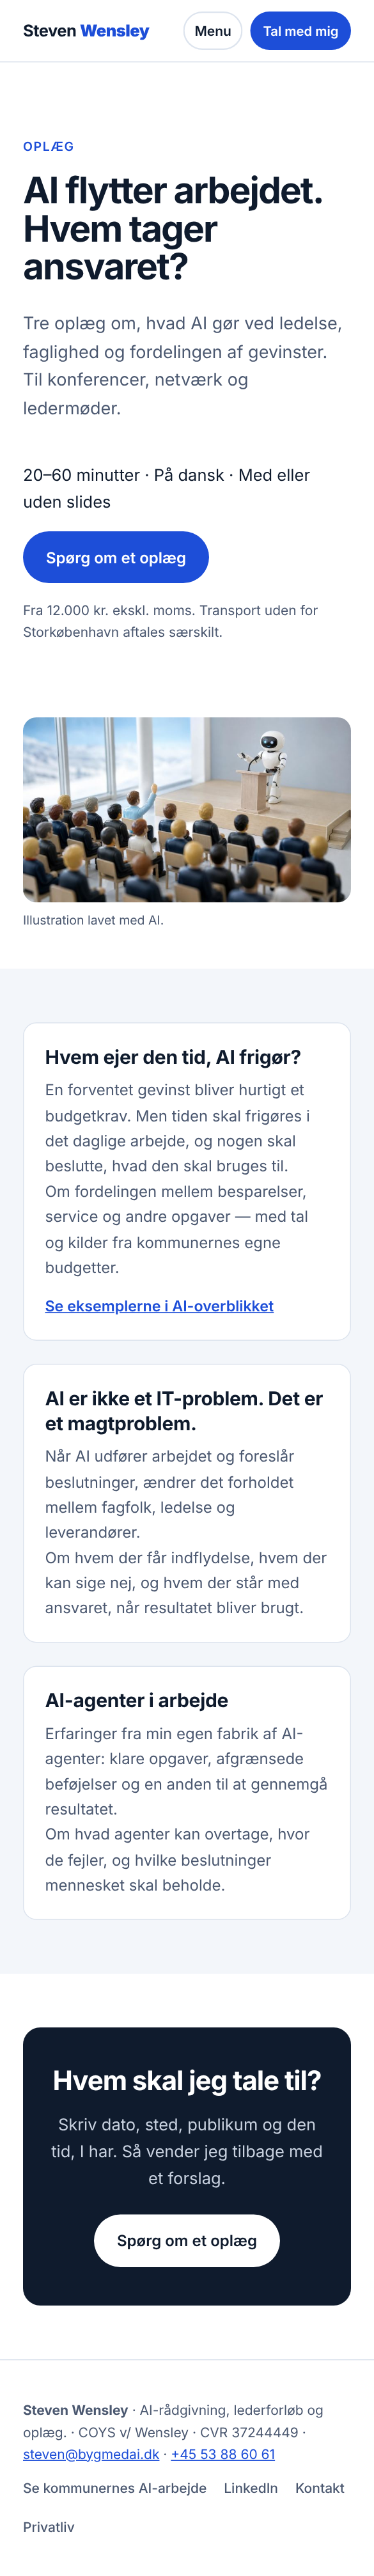 Steven Wensley
Menu
Tal med mig
OPLÆG
AI flytter arbejdet.
Hvem tager
ansvaret?
Tre oplæg om, hvad AI gør ved ledelse,
faglighed og fordelingen af gevinster.
Til konferencer, netværk og
ledermøder.
20–60 minutter · På dansk · Med eller
uden slides
Spørg om et oplæg
Fra 12.000 kr. ekskl. moms. Transport uden for
Storkøbenhavn aftales særskilt.
Illustration lavet med AI.
Hvem ejer den tid, AI frigør?
En forventet gevinst bliver hurtigt et
budgetkrav. Men tiden skal frigøres i
det daglige arbejde, og nogen skal
beslutte, hvad den skal bruges til.
Om fordelingen mellem besparelser,
service og andre opgaver — med tal
og kilder fra kommunernes egne
budgetter.
Se eksemplerne i AI-overblikket
AI er ikke et IT-problem. Det er
et magtproblem.
Når AI udfører arbejdet og foreslår
beslutninger, ændrer det forholdet
mellem fagfolk, ledelse og
leverandører.
Om hvem der får indflydelse, hvem der
kan sige nej, og hvem der står med
ansvaret, når resultatet bliver brugt.
AI-agenter i arbejde
Erfaringer fra min egen fabrik af AI-
agenter: klare opgaver, afgrænsede
beføjelser og en anden til at gennemgå
resultatet.
Om hvad agenter kan overtage, hvor
de fejler, og hvilke beslutninger
mennesket skal beholde.
Hvem skal jeg tale til?
Skriv dato, sted, publikum og den
tid, I har. Så vender jeg tilbage med
et forslag.
Spørg om et oplæg
Steven Wensley · AI-rådgivning, lederforløb og
oplæg. · COYS v/ Wensley · CVR 37244449 ·
steven@bygmedai.dk · +45 53 88 60 61
Se kommunernes AI-arbejde LinkedIn Kontakt
Privatliv